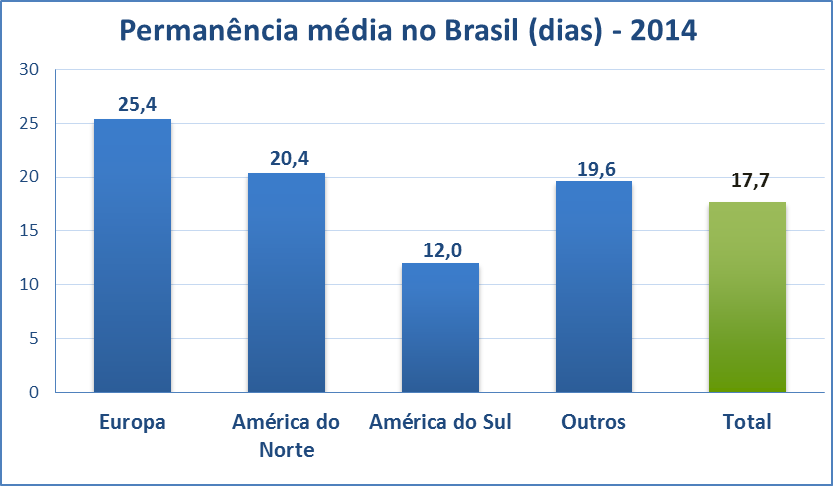 Permanência média no Brasil (dias) - 2014
30
25
20
15
10
5
0
25,4
20,4
12,0
19,6
17,7
Europa
América do
Norte
América do Sul
Outros
Total